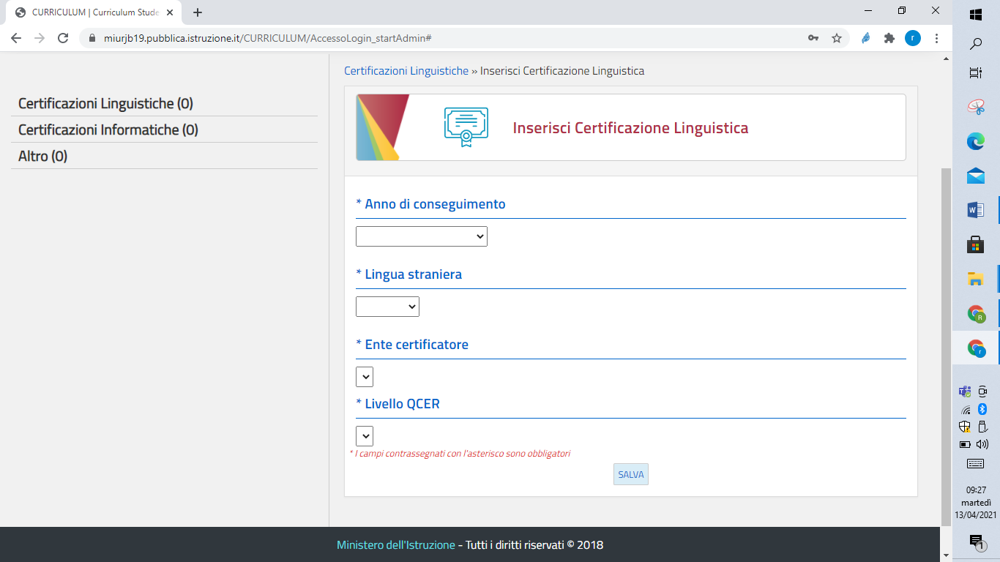 CURRICULUM | Curriculum Stude
miurjb19.pubblica.istruzione.it/CURRICULUM/AccessoLogin_startAdmin#
r
Certificazioni Linguistiche (0)
Certificazioni Informatiche (0)
Altro (0)
Certificazioni Linguistiche » Inserisci Certificazione Linguistica
Inserisci Certificazione Linguistica
* Anno di conseguimento
* Lingua straniera
* Ente certificatore
* Livello QCER
* I campi contrassegnati con l'asterisco sono obbligatori
SALVA
Ministero dell'Istruzione - Tutti i diritti riservati © 2018
W
R
r
09:27
martedì
13/04/2021
1